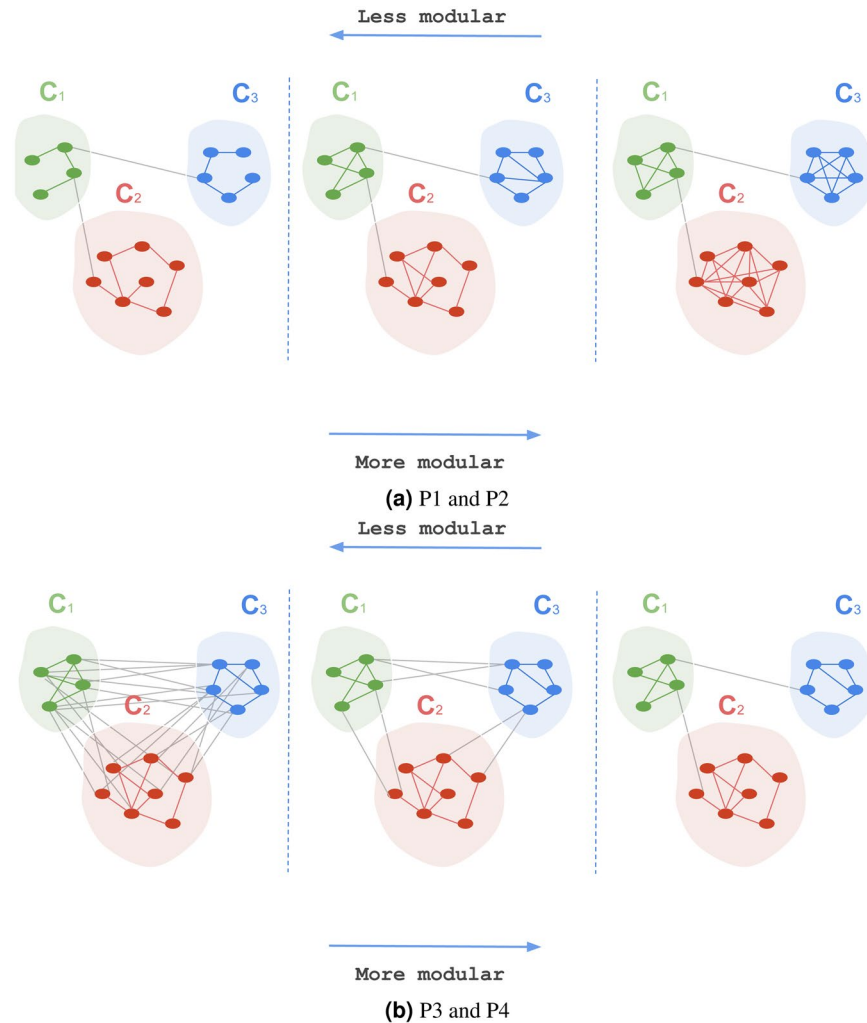 Less modular
C1 C3 C1 C3 C1 C3
C2 C2 C2
More modular
(a) P1 and P2
Less modular
C1 C3 C1 C3 C1 C3
C2 C2 C2
More modular
(b) P3 and P4